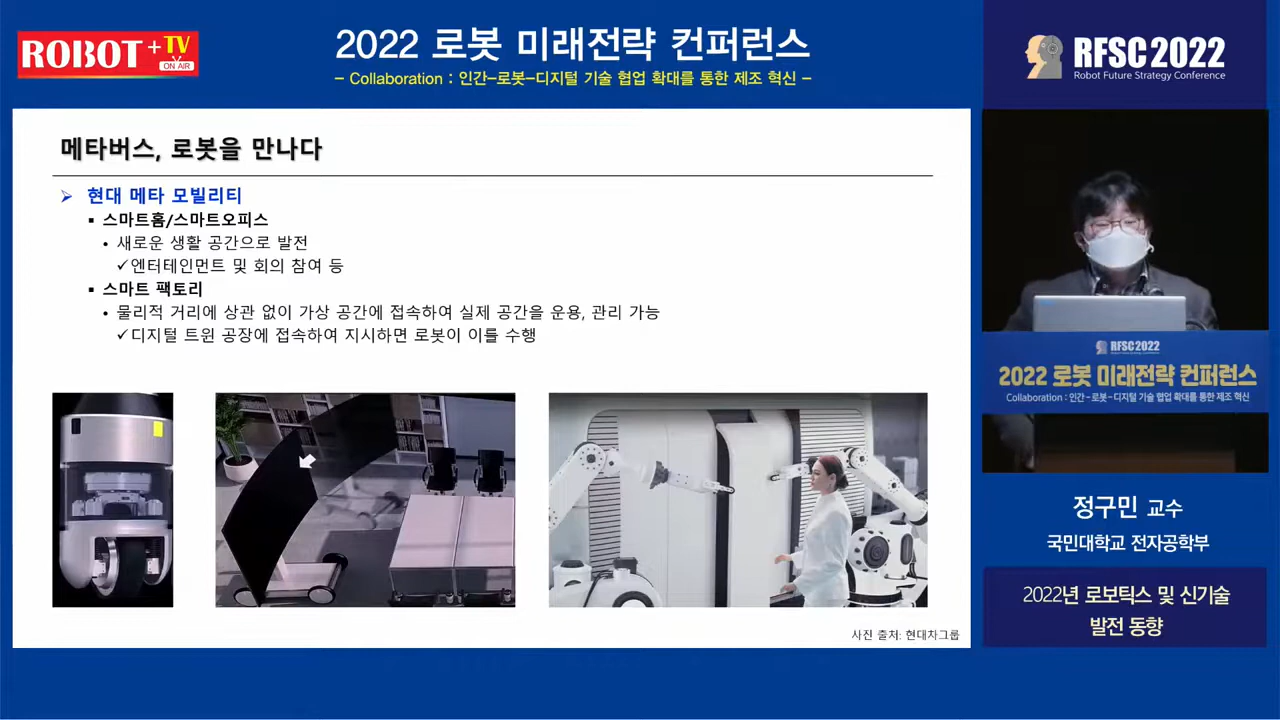 ROBOT+TV
ON AIR
2022 로봇 미래전략 컨퍼런스
– Collaboration : 인간–로봇–디지털 기술 협업 확대를 통한 제조 혁신 –
RFSC 2022
Robot Future Strategy Conference
메타버스, 로봇을 만나다
➢ 현대 메타 모빌리티
▪ 스마트홈/스마트오피스
• 새로운 생활 공간으로 발전
✓엔터테인먼트 및 회의 참여 등
▪ 스마트 팩토리
• 물리적 거리에 상관 없이 가상 공간에 접속하여 실제 공간을 운용, 관리 가능
✓디지털 트윈 공장에 접속하여 지시하면 로봇이 이를 수행
사진 출처: 현대차그룹
RFSC 2022
2022 로봇 미래전략 컨퍼런스
Collaboration : 인간 - 로봇 - 디지털 기술 협업 확대를 통한 제조 혁신
정구민 교수
국민대학교 전자공학부
2022년 로보틱스 및 신기술
발전 동향